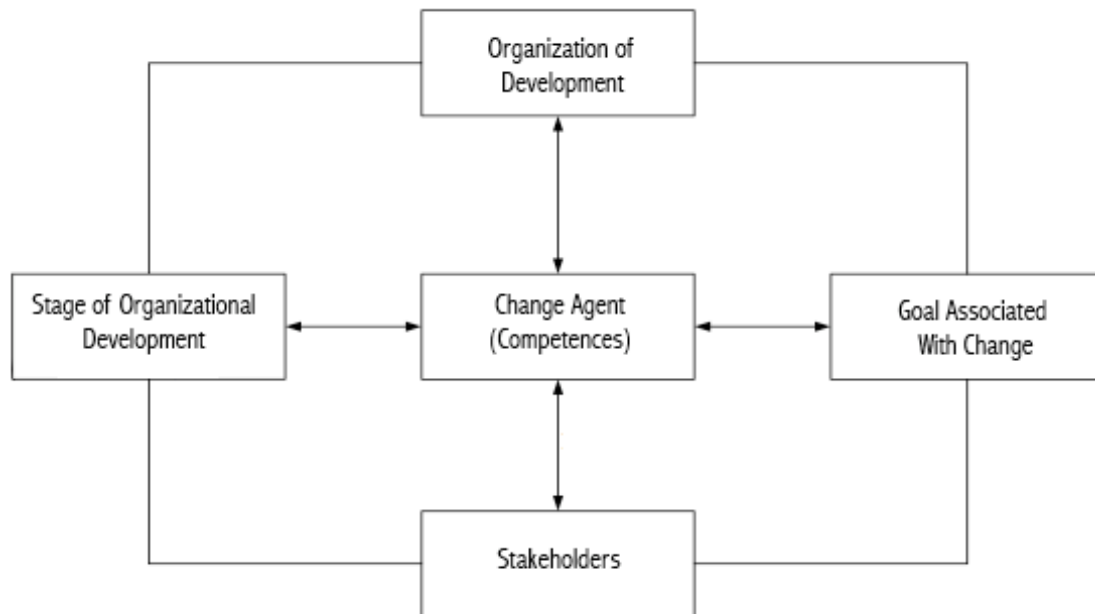 Organization of
Development
Stage of Organizational
Development
Change Agent
(Competences)
Goal Associated
With Change
Stakeholders